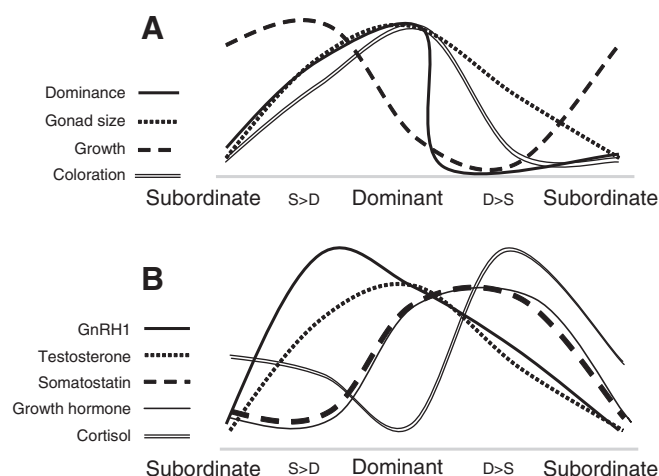 A
Dominance
Gonad size
Growth
Coloration
Subordinate S>D Dominant D>S Subordinate
B
GnRH1
Testosterone
Somatostatin
Growth hormone
Cortisol
Subordinate S>D Dominant D>S Subordinate